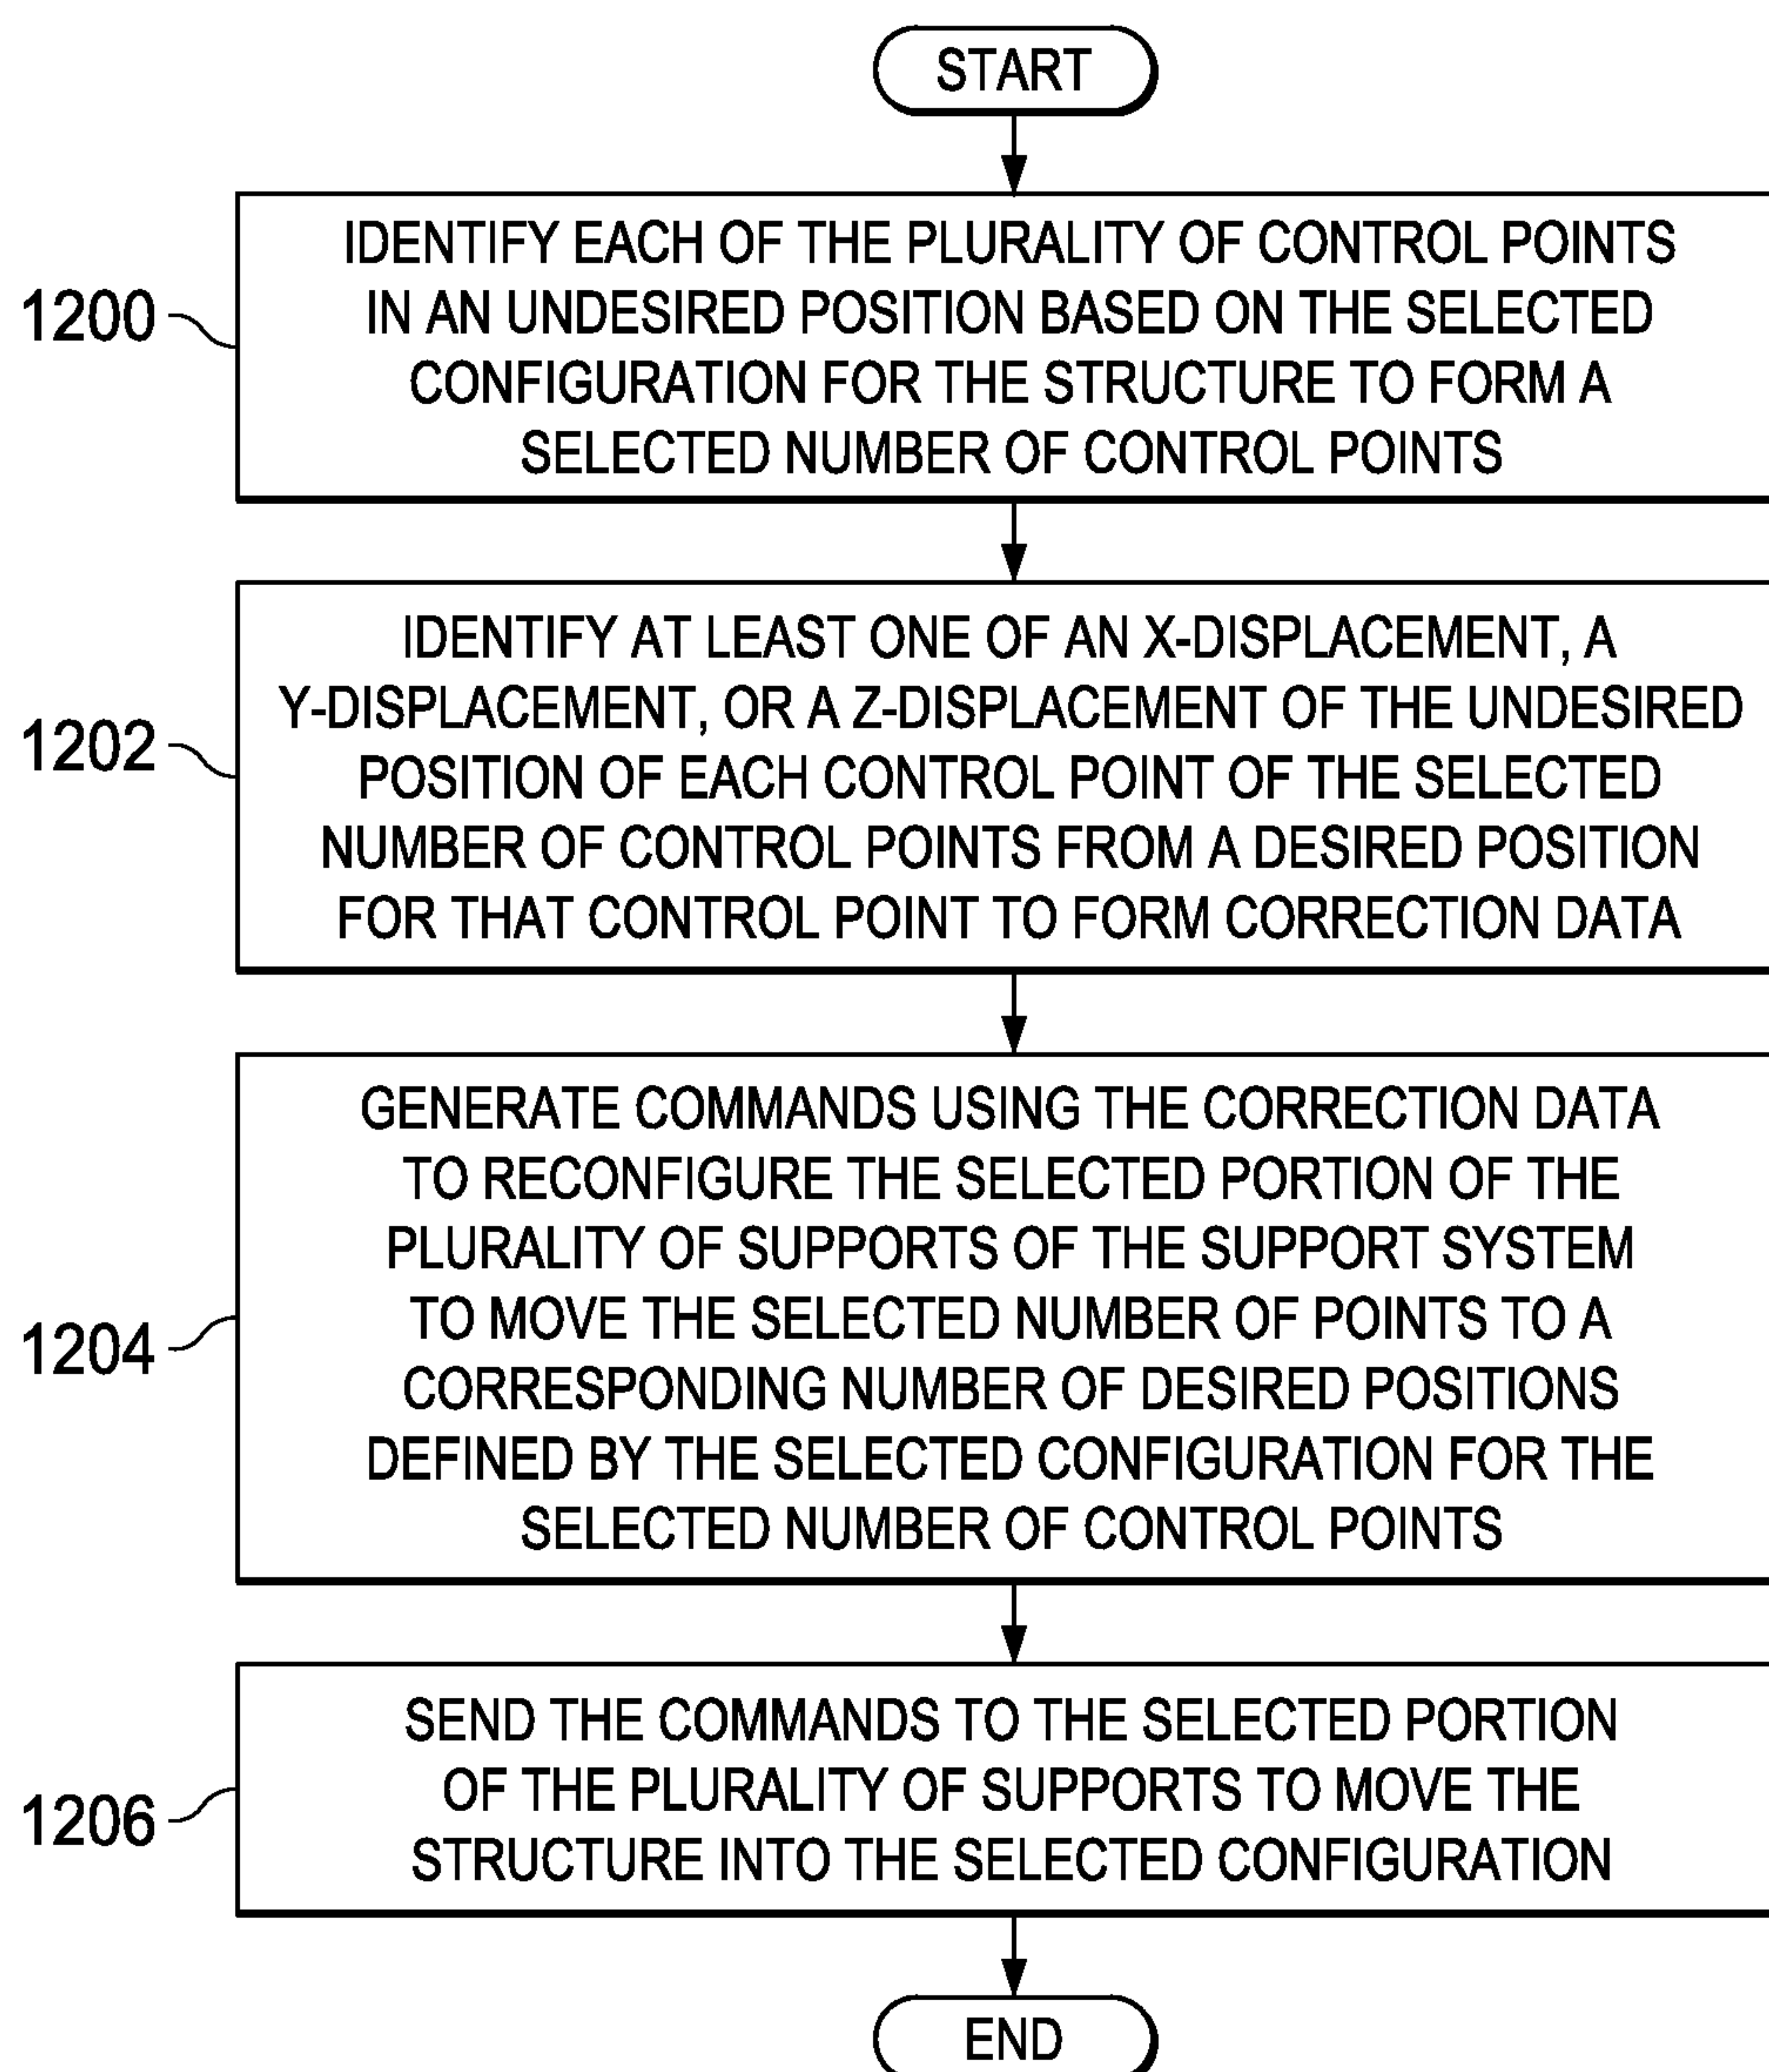 START
1200
IDENTIFY EACH OF THE PLURALITY OF CONTROL POINTS
IN AN UNDESIRED POSITION BASED ON THE SELECTED
CONFIGURATION FOR THE STRUCTURE TO FORM A
SELECTED NUMBER OF CONTROL POINTS
1202
IDENTIFY AT LEAST ONE OF AN X-DISPLACEMENT, A
Y-DISPLACEMENT, OR A Z-DISPLACEMENT OF THE UNDESIRED
POSITION OF EACH CONTROL POINT OF THE SELECTED
NUMBER OF CONTROL POINTS FROM A DESIRED POSITION
FOR THAT CONTROL POINT TO FORM CORRECTION DATA
1204
GENERATE COMMANDS USING THE CORRECTION DATA
TO RECONFIGURE THE SELECTED PORTION OF THE
PLURALITY OF SUPPORTS OF THE SUPPORT SYSTEM
TO MOVE THE SELECTED NUMBER OF POINTS TO A
CORRESPONDING NUMBER OF DESIRED POSITIONS
DEFINED BY THE SELECTED CONFIGURATION FOR THE
SELECTED NUMBER OF CONTROL POINTS
1206
SEND THE COMMANDS TO THE SELECTED PORTION
OF THE PLURALITY OF SUPPORTS TO MOVE THE
STRUCTURE INTO THE SELECTED CONFIGURATION
END